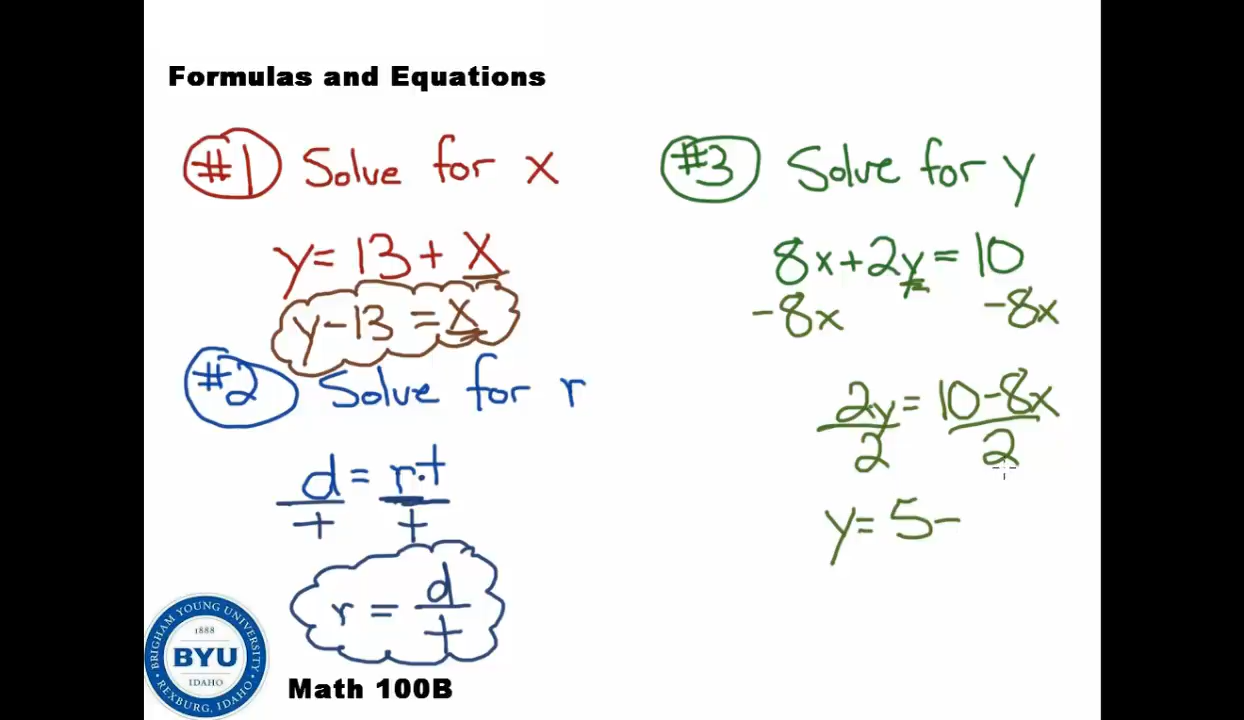 Formulas and Equations
#1 Solve for x
y = 13 + x
y - 13 = x
#2 Solve for r
d = r·t
t t
r = d/t
#3 Solve for y
8x + 2y = 10
-8x -8x
2y = 10 - 8x
2 2
y = 5 -
BRIGHAM YOUNG UNIVERSITY
1888
BYU
IDAHO
REXBURG, IDAHO
Math 100B